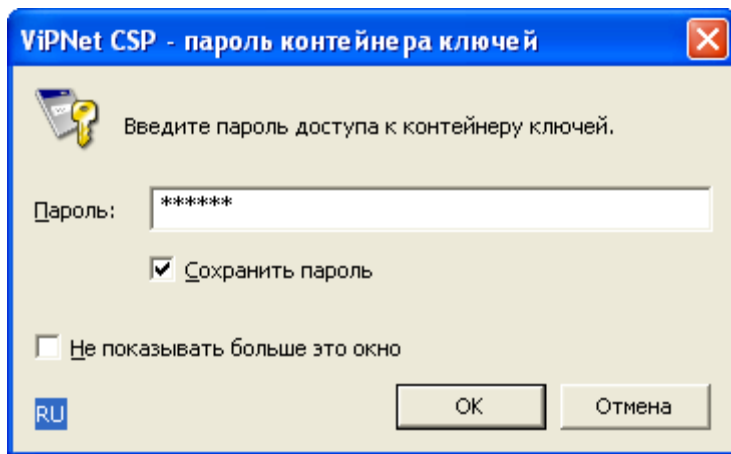 ViPNet CSP - пароль контейнера ключей
Введите пароль доступа к контейнеру ключей.
Пароль: ******
Сохранить пароль
Не показывать больше это окно
RU OK Отмена